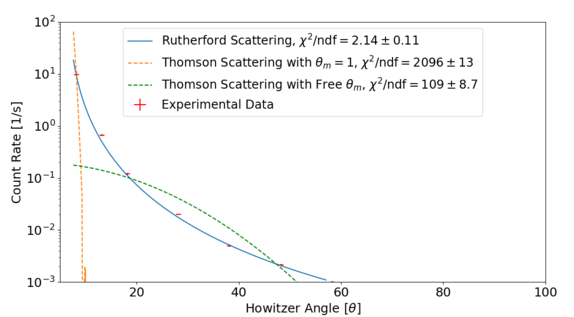 10²
10¹
10⁰
10⁻¹
10⁻²
10⁻³
Count Rate [1/s]
Rutherford Scattering, χ²/ndf = 2.14 ± 0.11
Thomson Scattering with θₘ = 1, χ²/ndf = 2096 ± 13
Thomson Scattering with Free θₘ, χ²/ndf = 109 ± 8.7
Experimental Data
20 40 60 80 100
Howitzer Angle [θ]